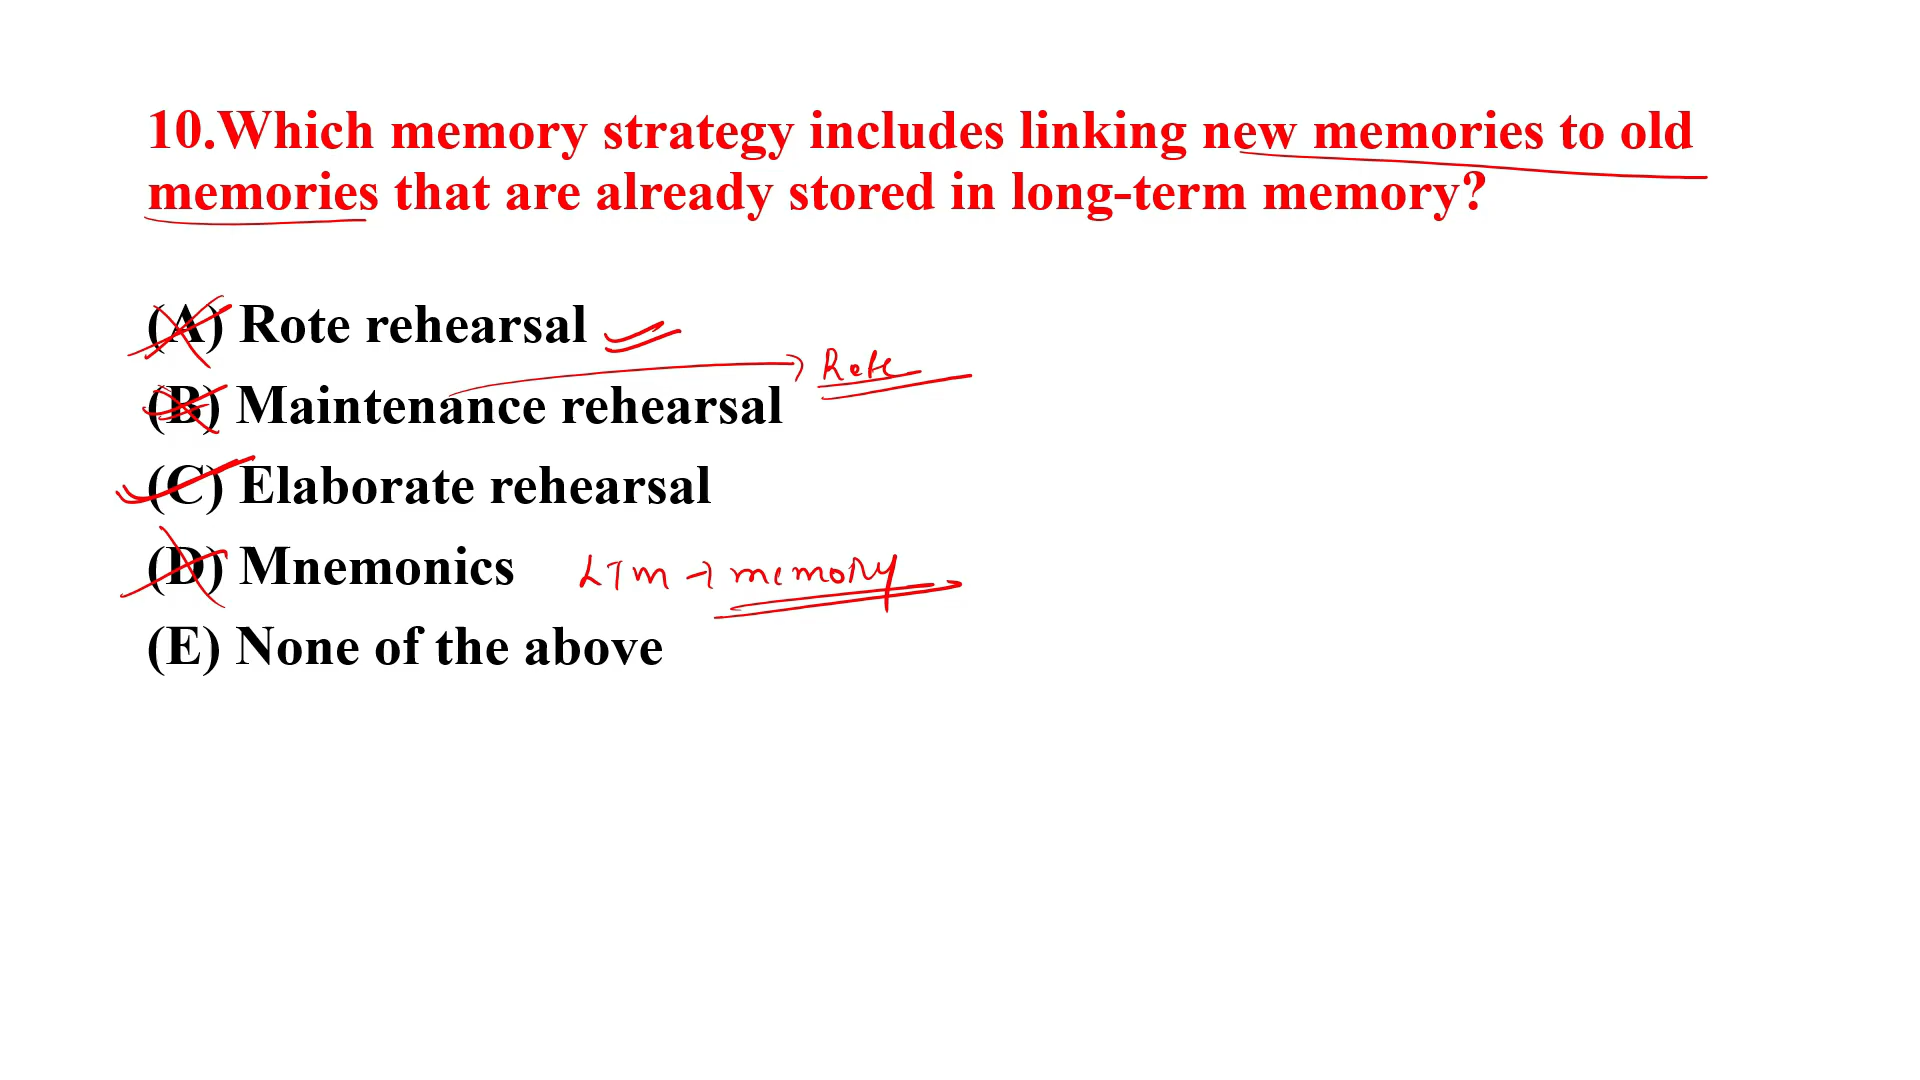 10.Which memory strategy includes linking new memories to old
memories that are already stored in long-term memory?
(A) Rote rehearsal
Rote
(B) Maintenance rehearsal
(C) Elaborate rehearsal
(D) Mnemonics LTM → memory
(E) None of the above